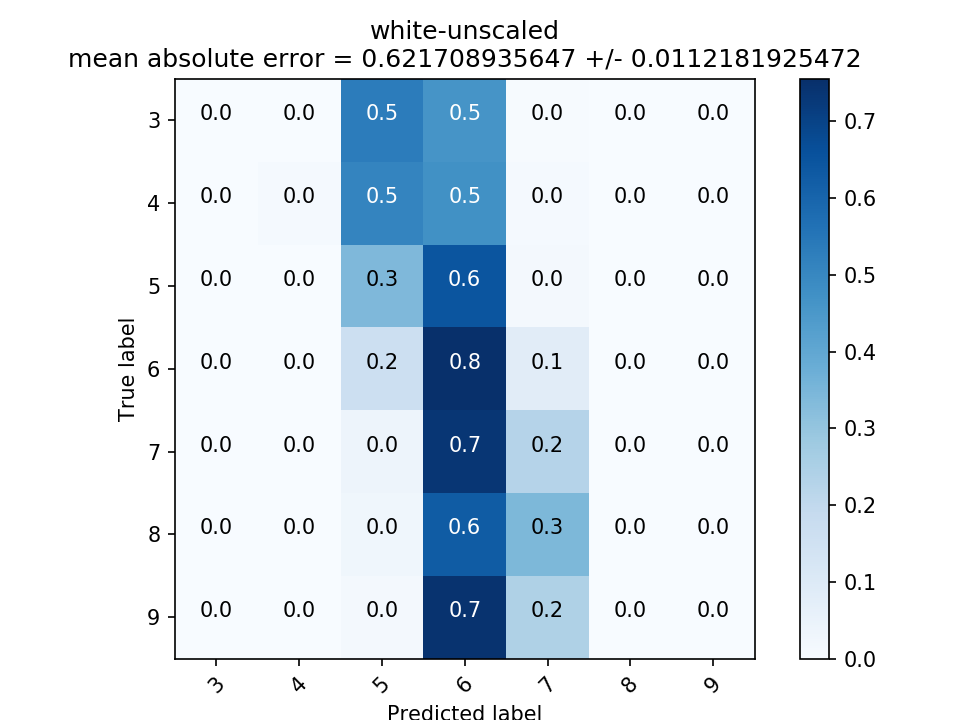 white-unscaled
mean absolute error = 0.621708935647 +/- 0.0112181925472
3 0.0 0.0 0.5 0.5 0.0 0.0 0.0
4 0.0 0.0 0.5 0.5 0.0 0.0 0.0
5 0.0 0.0 0.3 0.6 0.0 0.0 0.0
6 0.0 0.0 0.2 0.8 0.1 0.0 0.0
7 0.0 0.0 0.0 0.7 0.2 0.0 0.0
8 0.0 0.0 0.0 0.6 0.3 0.0 0.0
9 0.0 0.0 0.0 0.7 0.2 0.0 0.0
True label
3 4 5 6 7 8 9
Predicted label
0.7
0.6
0.5
0.4
0.3
0.2
0.1
0.0